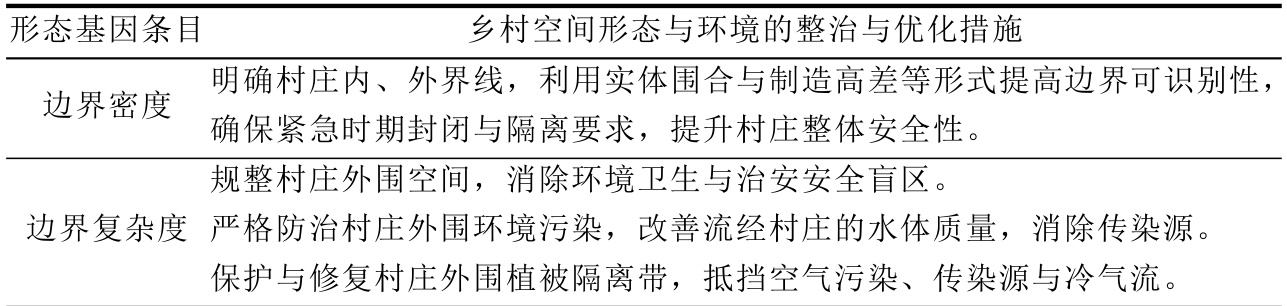 形态基因条目 乡村空间形态与环境的整治与优化措施
明确村庄内、外界线，利用实体围合与制造高差等形式提高边界可识别性，
边界密度
确保紧急时期封闭与隔离要求，提升村庄整体安全性。
规整村庄外围空间，消除环境卫生与治安安全盲区。
边界复杂度 严格防治村庄外围环境污染，改善流经村庄的水体质量，消除传染源。
保护与修复村庄外围植被隔离带，抵挡空气污染、传染源与冷气流。